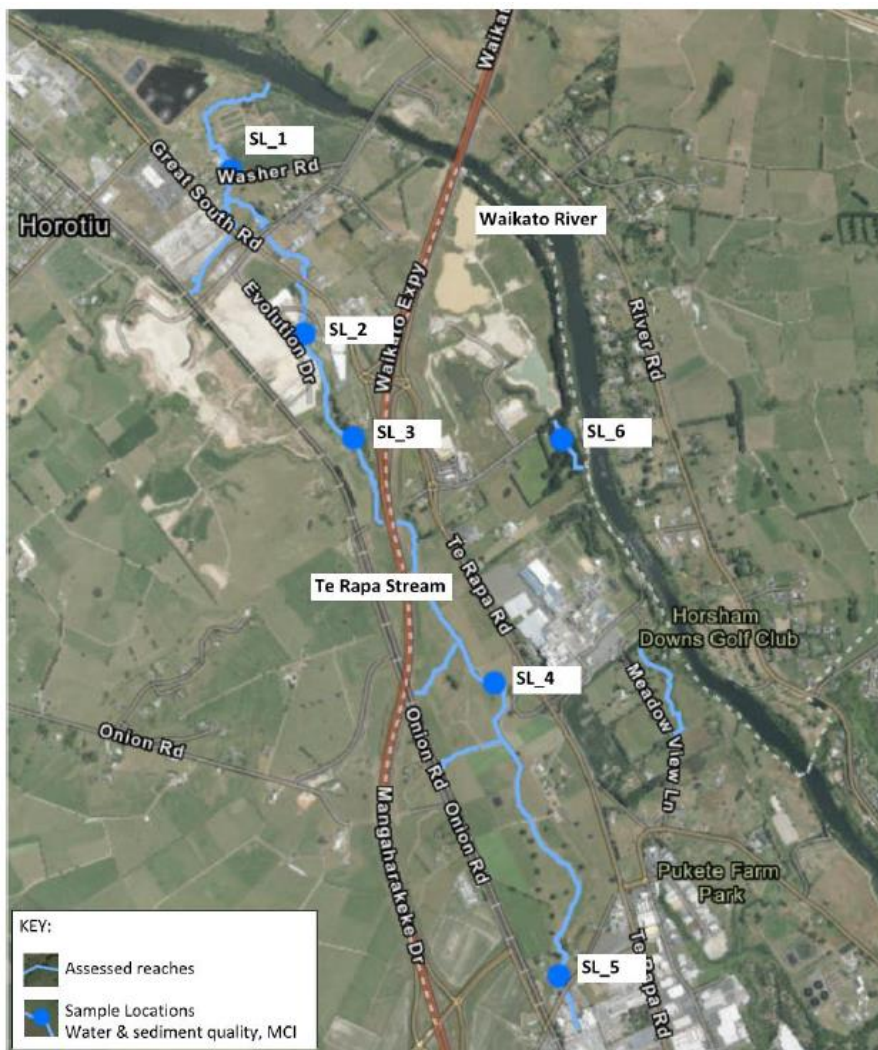 Waikato
SL_1
Washer Rd
Great South Rd
Horotiu
Waikato River
Evolution Dr
SL_2
Waikato Expy
River Rd
SL_3
SL_6
Te Rapa Stream
Te Rapa Rd
Horsham
Downs Golf Club
SL_4
Meadow View Ln
Onion Rd
Onion Rd
Onion Rd
Mangaharakeke Dr
Pukete Farm
Park
Te Rapa Rd
SL_5
KEY:
Assessed reaches
Sample Locations
Water & sediment quality, MCI